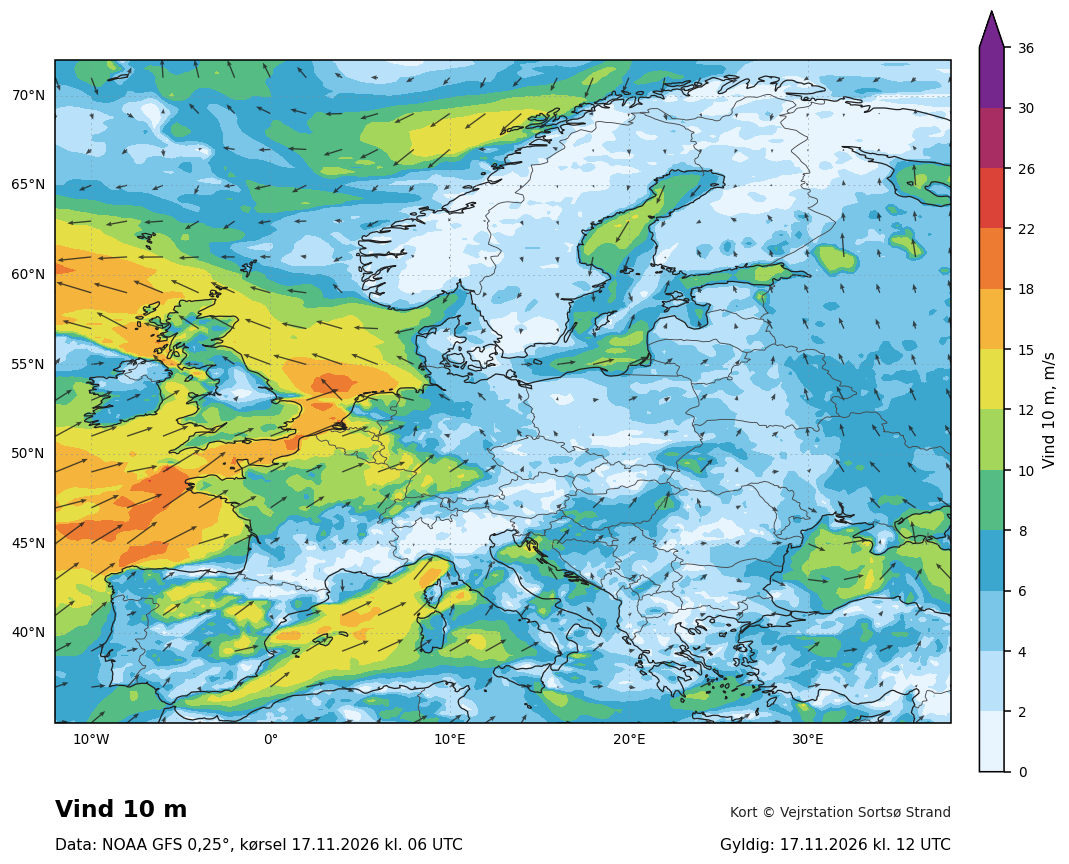 70°N
65°N
60°N
55°N
50°N
45°N
40°N
10°W
0°
10°E
20°E
30°E
36
30
26
22
18
15
12
10
8
6
4
2
0
Vind 10 m, m/s
Vind 10 m
Kort © Vejrstation Sortsø Strand
Data: NOAA GFS 0,25°, kørsel 17.11.2026 kl. 06 UTC
Gyldig: 17.11.2026 kl. 12 UTC